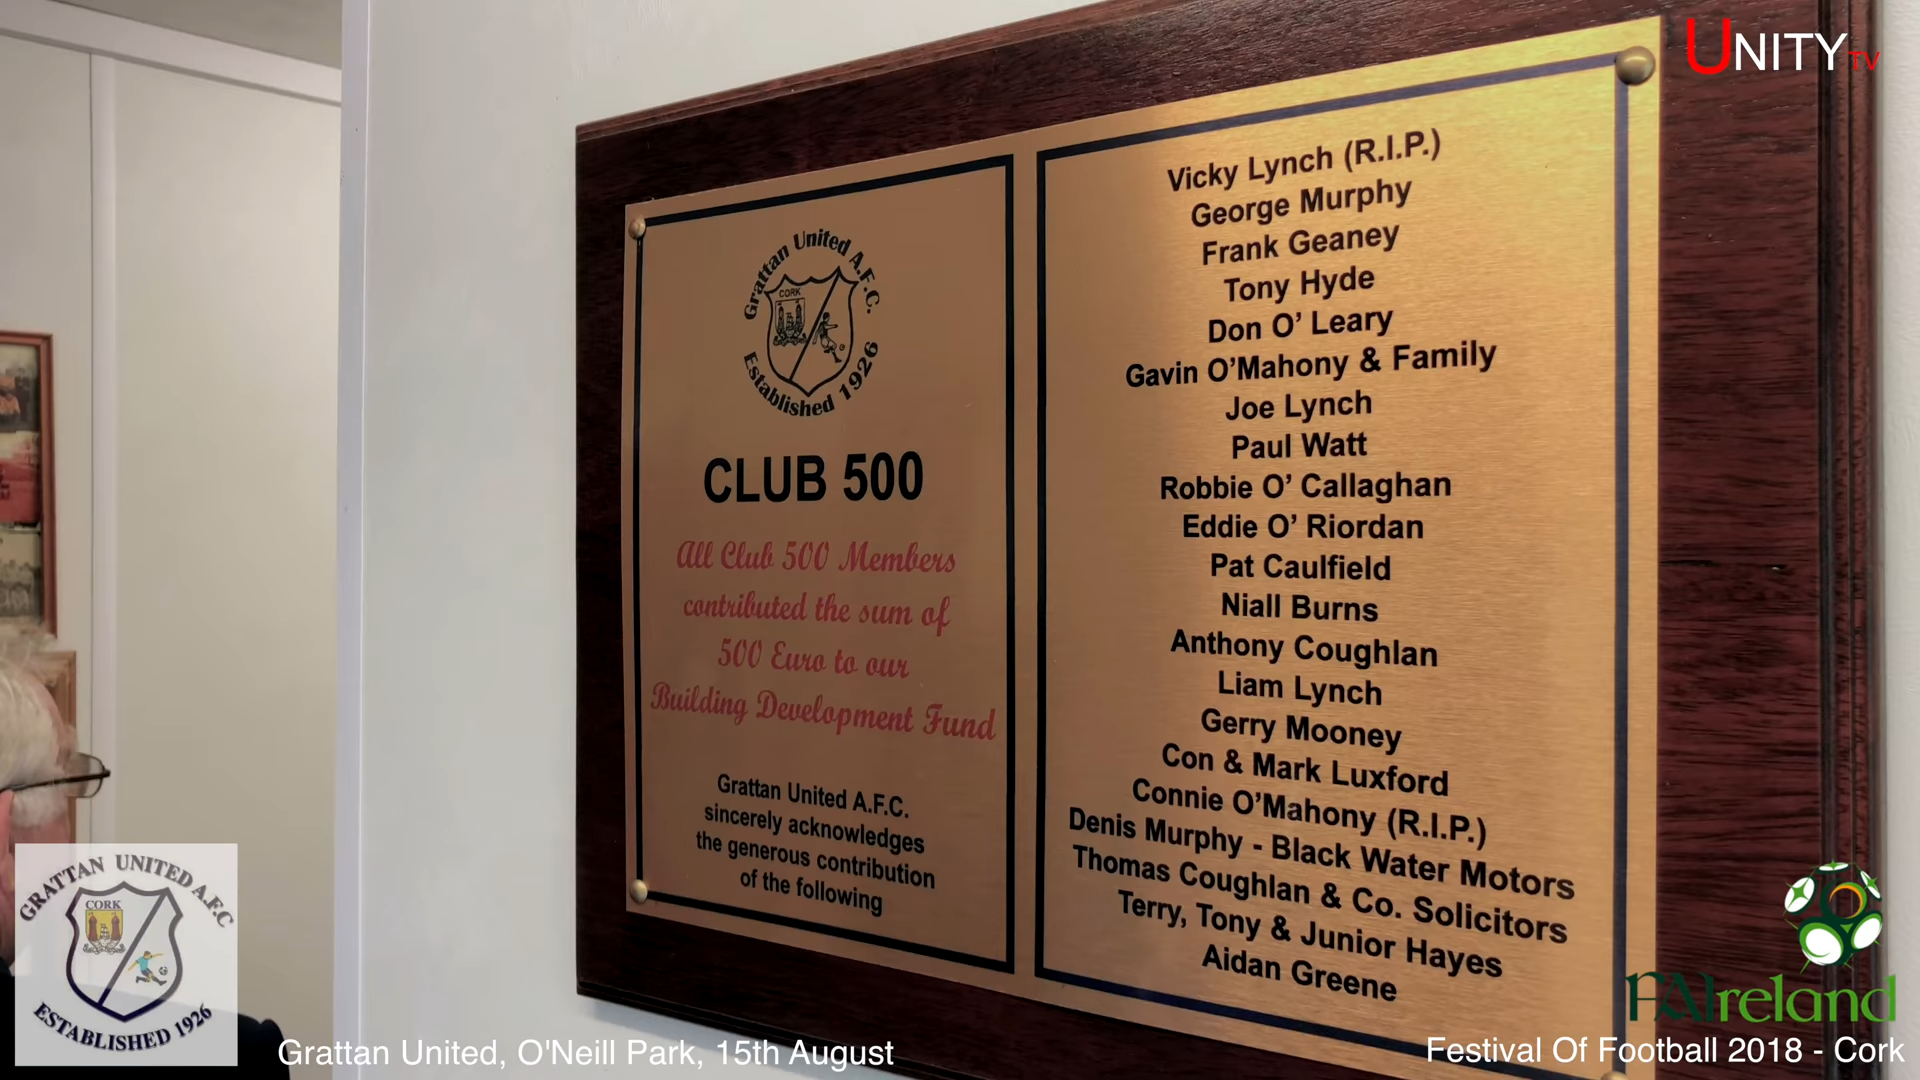 UNITY TV
Grattan United A.F.C.
CORK
Established 1926
CLUB 500
All Club 500 Members
contributed the sum of
500 Euro to our
Building Development Fund
Grattan United A.F.C.
sincerely acknowledges
the generous contribution
of the following
Vicky Lynch (R.I.P.)
George Murphy
Frank Geaney
Tony Hyde
Don O' Leary
Gavin O'Mahony & Family
Joe Lynch
Paul Watt
Robbie O' Callaghan
Eddie O' Riordan
Pat Caulfield
Niall Burns
Anthony Coughlan
Liam Lynch
Gerry Mooney
Con & Mark Luxford
Connie O'Mahony (R.I.P.)
Denis Murphy - Black Water Motors
Thomas Coughlan & Co. Solicitors
Terry, Tony & Junior Hayes
Aidan Greene
GRATTAN UNITED A.F.C
CORK
ESTABLISHED 1926
FAIreland
Grattan United, O'Neill Park, 15th August
Festival Of Football 2018 - Cork